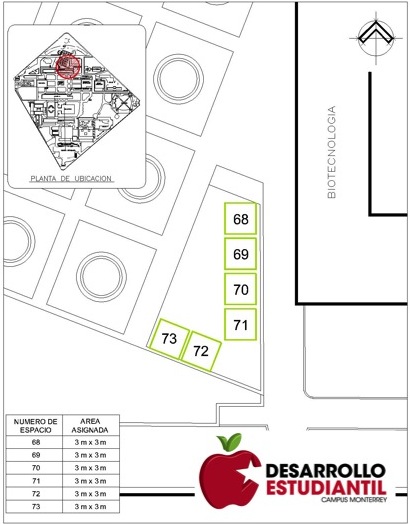 PLANTA DE UBICACION
BIOTECNOLOGIA
68
69
70
71
73
72
NUMERO DE ESPACIO AREA ASIGNADA
68 3 m x 3 m
69 3 m x 3 m
70 3 m x 3 m
71 3 m x 3 m
72 3 m x 3 m
73 3 m x 3 m
DESARROLLO
ESTUDIANTIL
CAMPUS MONTERREY